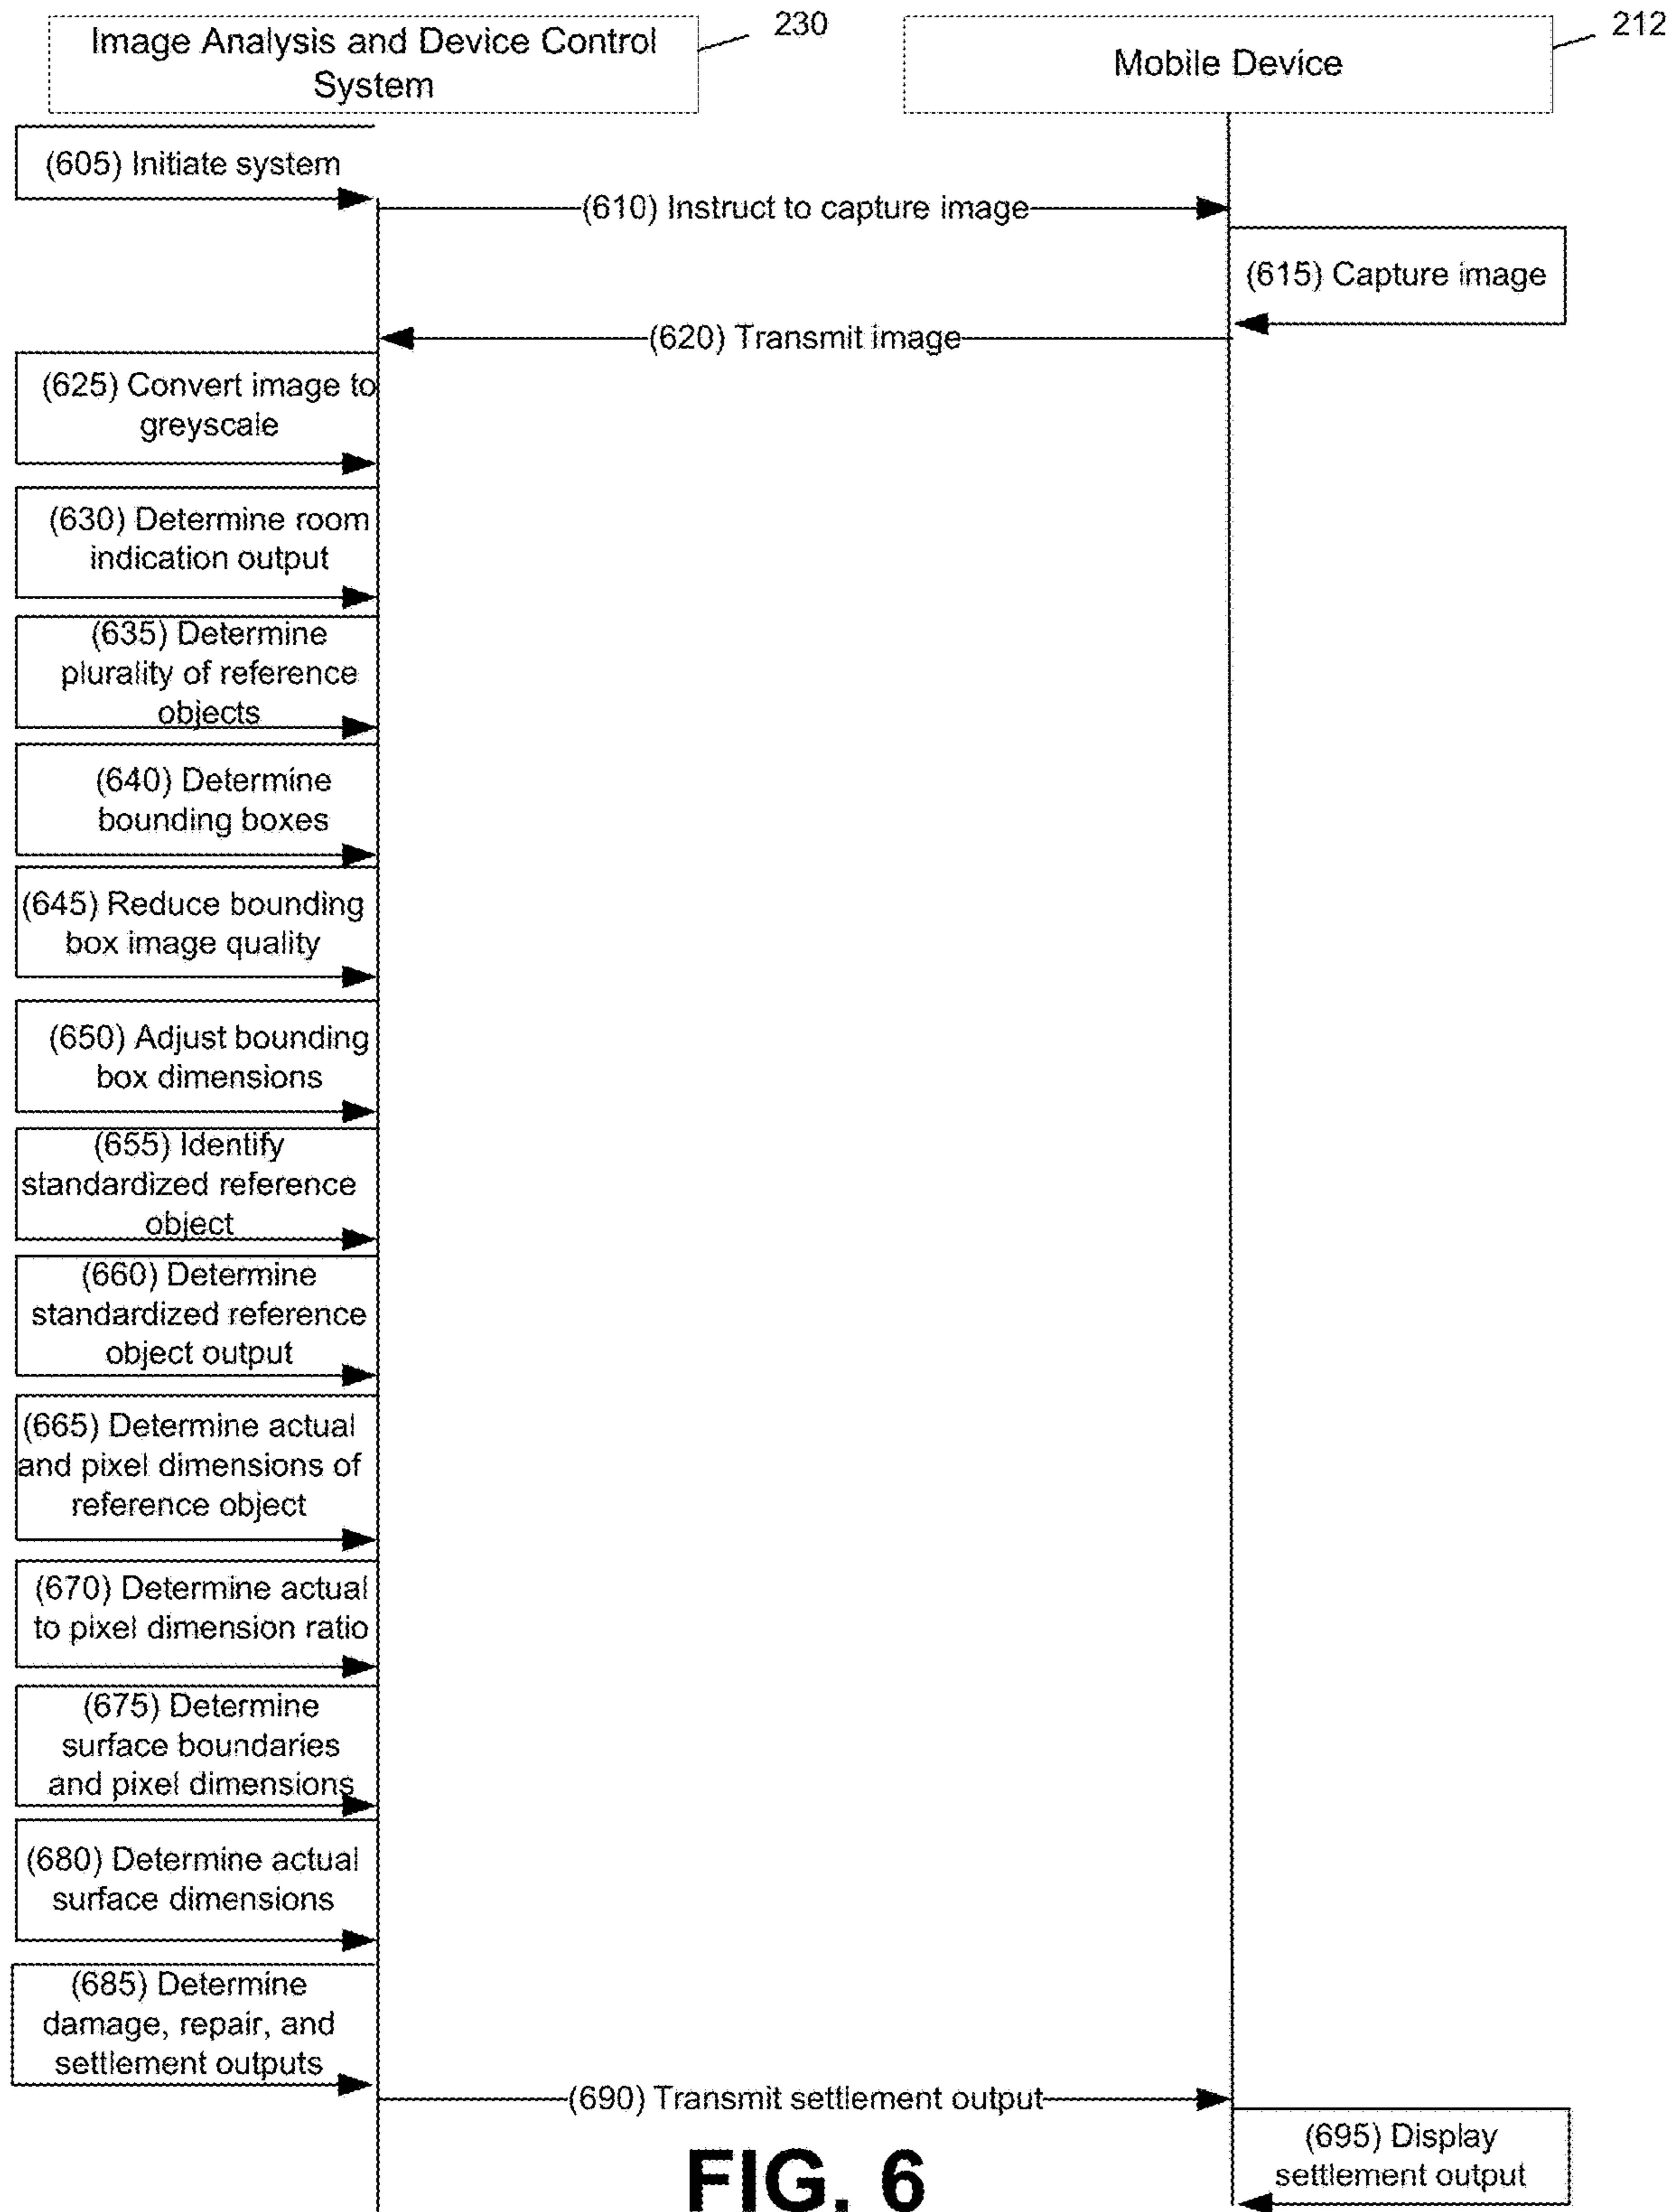 Image Analysis and Device Control
System
230
Mobile Device
212
(605) Initiate system
(610) Instruct to capture image
(615) Capture image
(620) Transmit image
(625) Convert image to
greyscale
(630) Determine room
indication output
(635) Determine
plurality of reference
objects
(640) Determine
bounding boxes
(645) Reduce bounding
box image quality
(650) Adjust bounding
box dimensions
(655) Identify
standardized reference
object
(660) Determine
standardized reference
object output
(665) Determine actual
and pixel dimensions of
reference object
(670) Determine actual
to pixel dimension ratio
(675) Determine
surface boundaries
and pixel dimensions
(680) Determine actual
surface dimensions
(685) Determine
damage, repair, and
settlement outputs
(690) Transmit settlement output
(695) Display
settlement output
FIG. 6